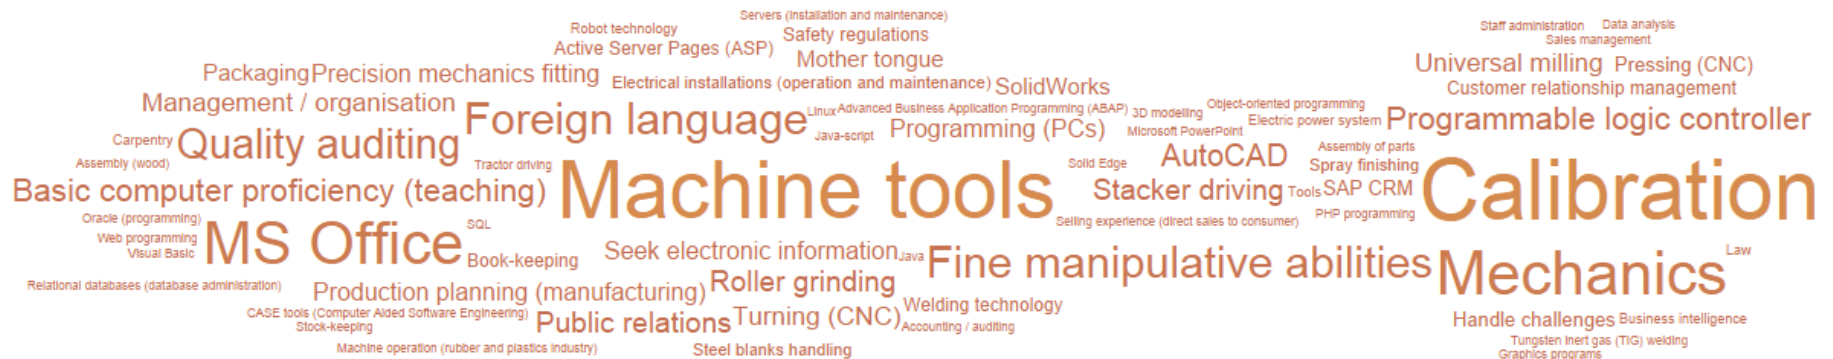 Servers (installation and maintenance)
Robot technology
Safety regulations
Active Server Pages (ASP)
Mother tongue
Packaging
Precision mechanics fitting
Electrical installations (operation and maintenance)
SolidWorks
Management / organisation
Foreign language
Linux
Advanced Business Application Programming (ABAP)
3D modelling
Object-oriented programming
Java-script
Programming (PCs)
Microsoft PowerPoint
Electric power system
Staff administration
Data analysis
Sales management
Universal milling
Pressing (CNC)
Customer relationship management
Programmable logic controller
Carpentry
Quality auditing
Assembly (wood)
Tractor driving
Basic computer proficiency (teaching)
Machine tools
Solid Edge
AutoCAD
Assembly of parts
Spray finishing
Stacker driving
Tools
SAP CRM
Calibration
Selling experience (direct sales to consumer)
PHP programming
Oracle (programming)
Web programming
Visual Basic
MS Office
SQL
Book-keeping
Seek electronic information
Java
Fine manipulative abilities
Mechanics
Law
Relational databases (database administration)
Production planning (manufacturing)
Roller grinding
CASE tools (Computer Aided Software Engineering)
Stock-keeping
Public relations
Turning (CNC)
Welding technology
Accounting / auditing
Handle challenges
Business intelligence
Machine operation (rubber and plastics industry)
Steel blanks handling
Tungsten inert gas (TIG) welding
Graphics programs